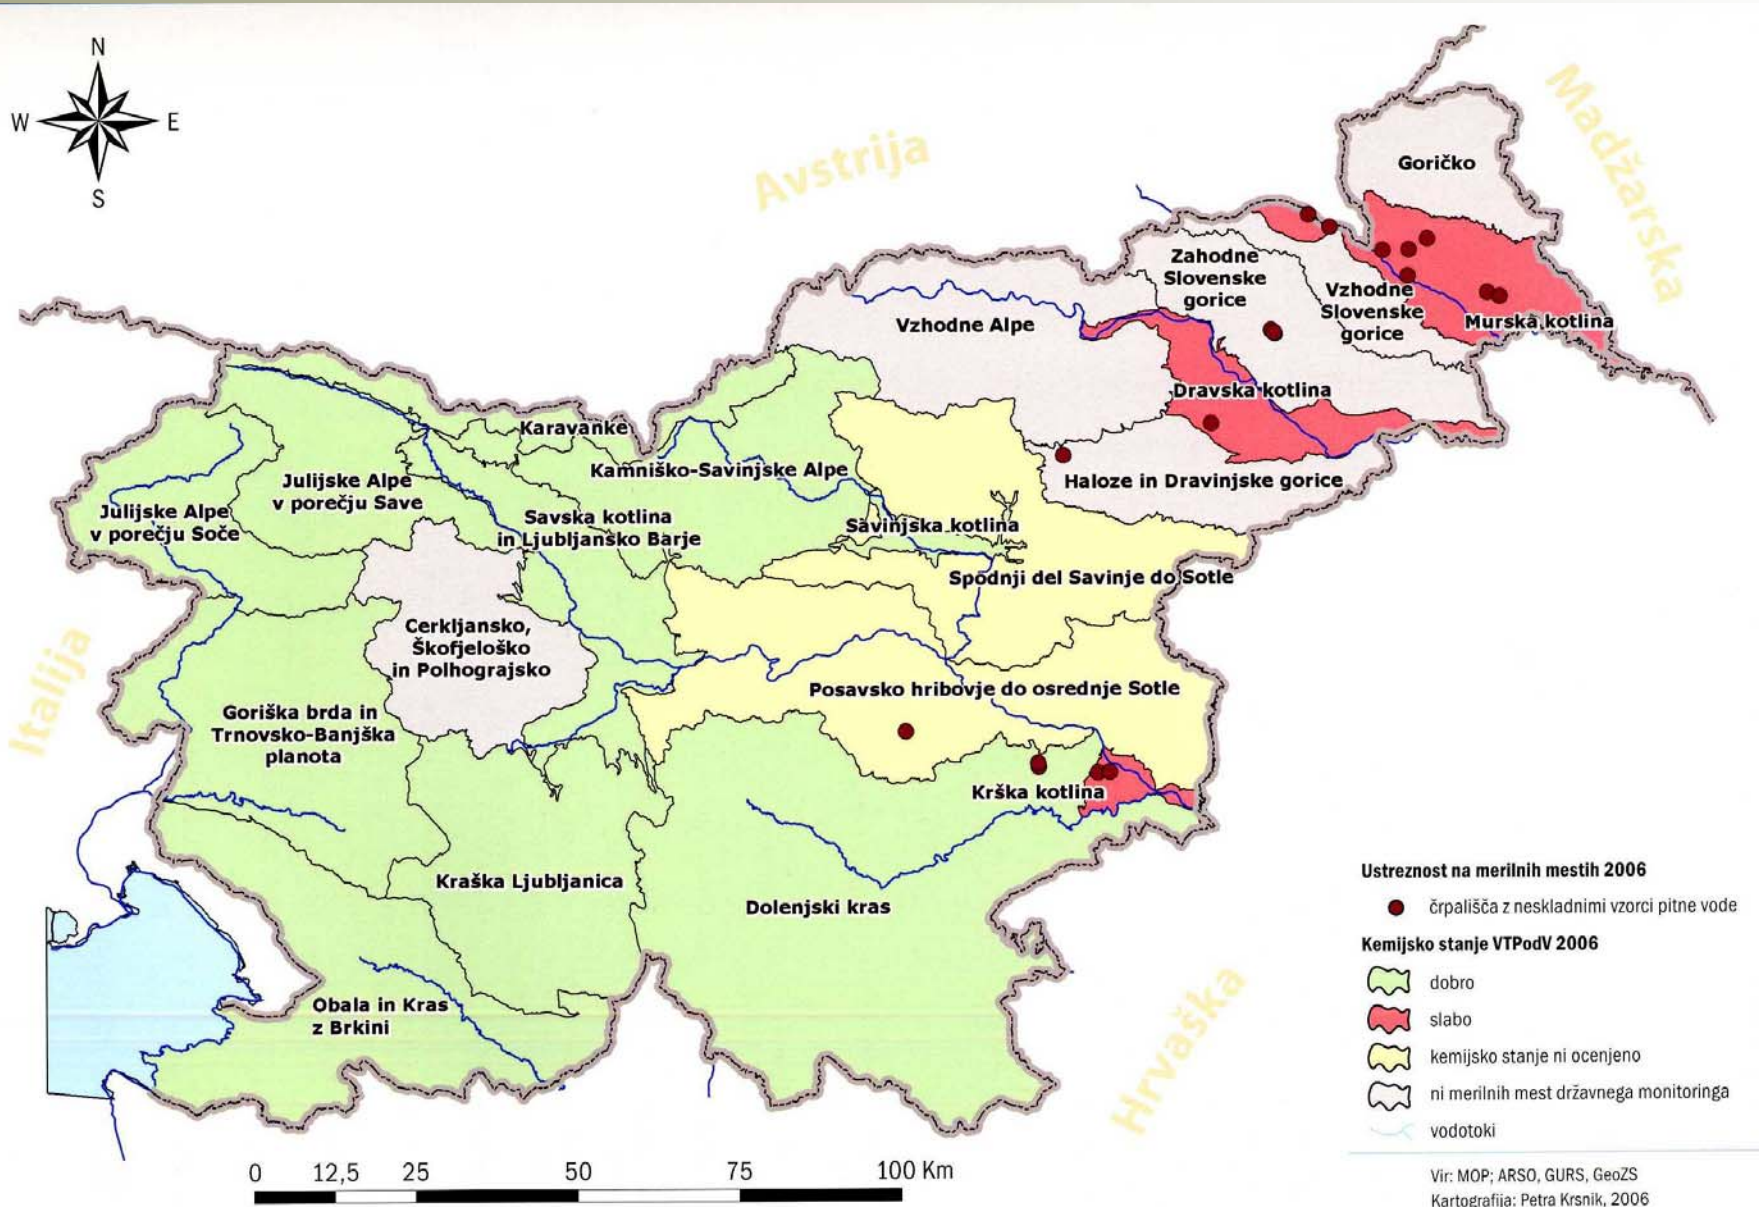 N
W
E
S
Avstrija
Madžarska
Italija
Hrvaška
Goričko
Zahodne
Slovenske
gorice
Vzhodne
Slovenske
gorice
Murska kotlina
Vzhodne Alpe
Dravska kotlina
Haloze in Dravinjske gorice
Karavanke
Kamniško-Savinjske Alpe
Julijske Alpe
v porečju Save
Julijske Alpe
v porečju Soče
Savska kotlina
in Ljubljansko Barje
Savinjska kotlina
Spodnji del Savinje do Sotle
Cerkljansko,
Škofjeloško
in Polhograjsko
Posavsko hribovje do osrednje Sotle
Goriška brda in
Trnovsko-Banjška
planota
Krška kotlina
Kraška Ljubljanica
Dolenjski kras
Obala in Kras
z Brkini
0 12,5 25 50 75 100 Km
Ustreznost na merilnih mestih 2006
črpališča z neskladnimi vzorci pitne vode
Kemijsko stanje VTPodV 2006
dobro
slabo
kemijsko stanje ni ocenjeno
ni merilnih mest državnega monitoringa
vodotoki
Vir: MOP; ARSO, GURS, GeoZS
Kartografija: Petra Krsnik, 2006